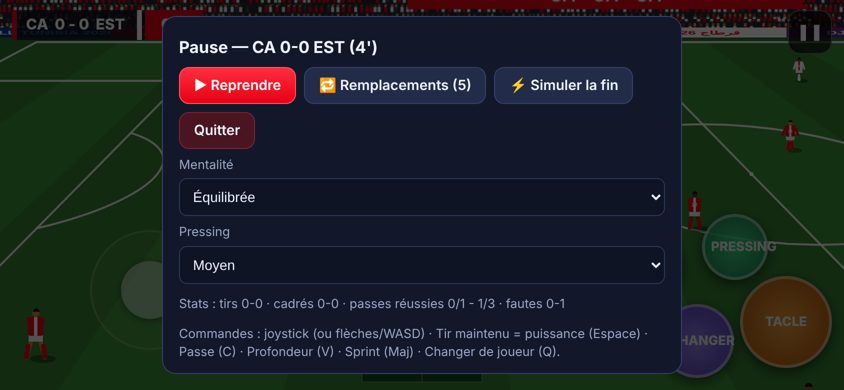 CA 0 - 0 EST
Pause — CA 0-0 EST (4')
▶ Reprendre
🔁 Remplacements (5)
⚡ Simuler la fin
Quitter
Mentalité
Équilibrée
Pressing
Moyen
Stats : tirs 0-0 · cadrés 0-0 · passes réussies 0/1 - 1/3 · fautes 0-1
Commandes : joystick (ou flèches/WASD) · Tir maintenu = puissance (Espace) ·
Passe (C) · Profondeur (V) · Sprint (Maj) · Changer de joueur (Q).
قرطاج 26
PRESSING
TACLE
HANGER